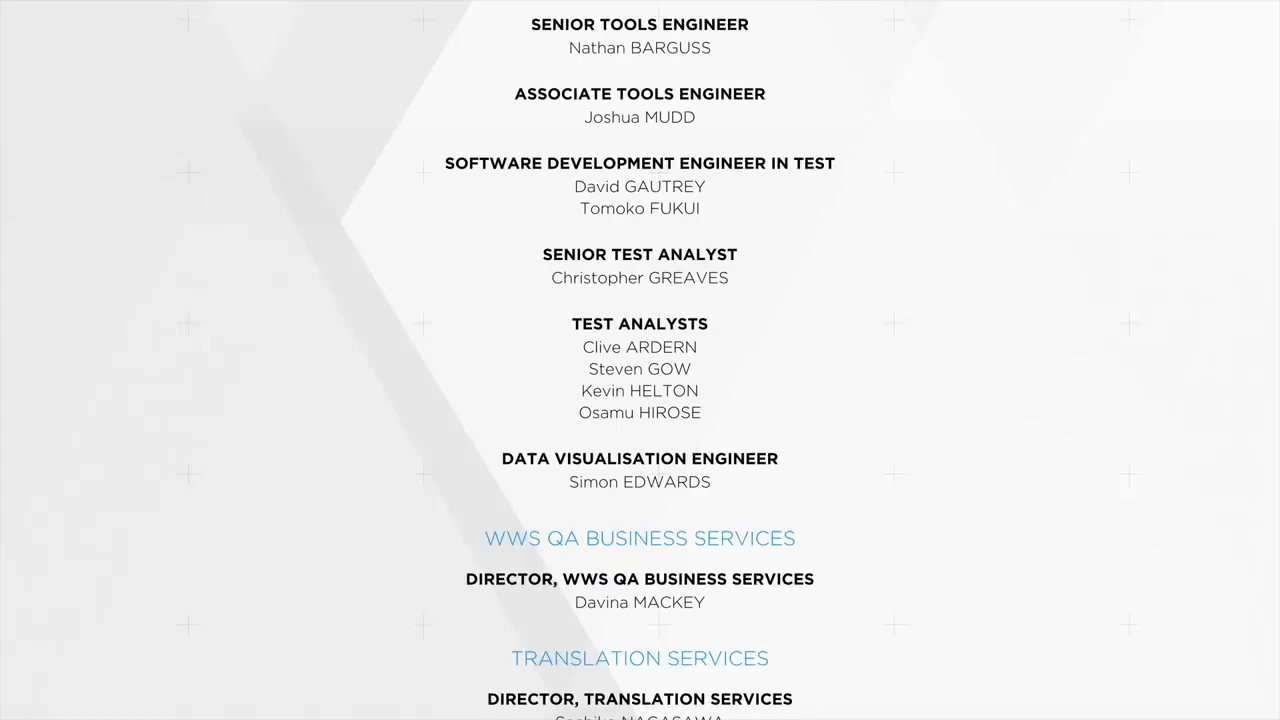 SENIOR TOOLS ENGINEER
Nathan BARGUSS
ASSOCIATE TOOLS ENGINEER
Joshua MUDD
SOFTWARE DEVELOPMENT ENGINEER IN TEST
David GAUTREY
Tomoko FUKUI
SENIOR TEST ANALYST
Christopher GREAVES
TEST ANALYSTS
Clive ARDERN
Steven GOW
Kevin HELTON
Osamu HIROSE
DATA VISUALISATION ENGINEER
Simon EDWARDS
WWS QA BUSINESS SERVICES
DIRECTOR, WWS QA BUSINESS SERVICES
Davina MACKEY
TRANSLATION SERVICES
DIRECTOR, TRANSLATION SERVICES